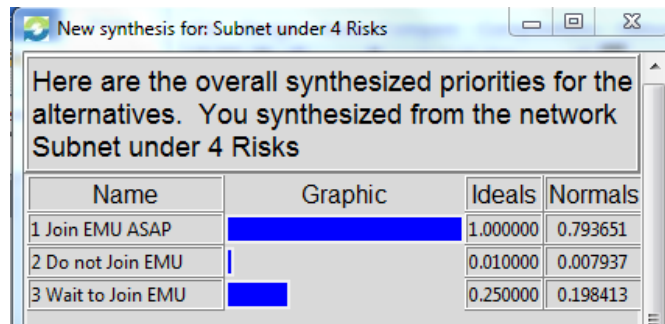 New synthesis for: Subnet under 4 Risks
Here are the overall synthesized priorities for the
alternatives. You synthesized from the network
Subnet under 4 Risks
Name Graphic Ideals Normals
1 Join EMU ASAP 1.000000 0.793651
2 Do not Join EMU 0.010000 0.007937
3 Wait to Join EMU 0.250000 0.198413